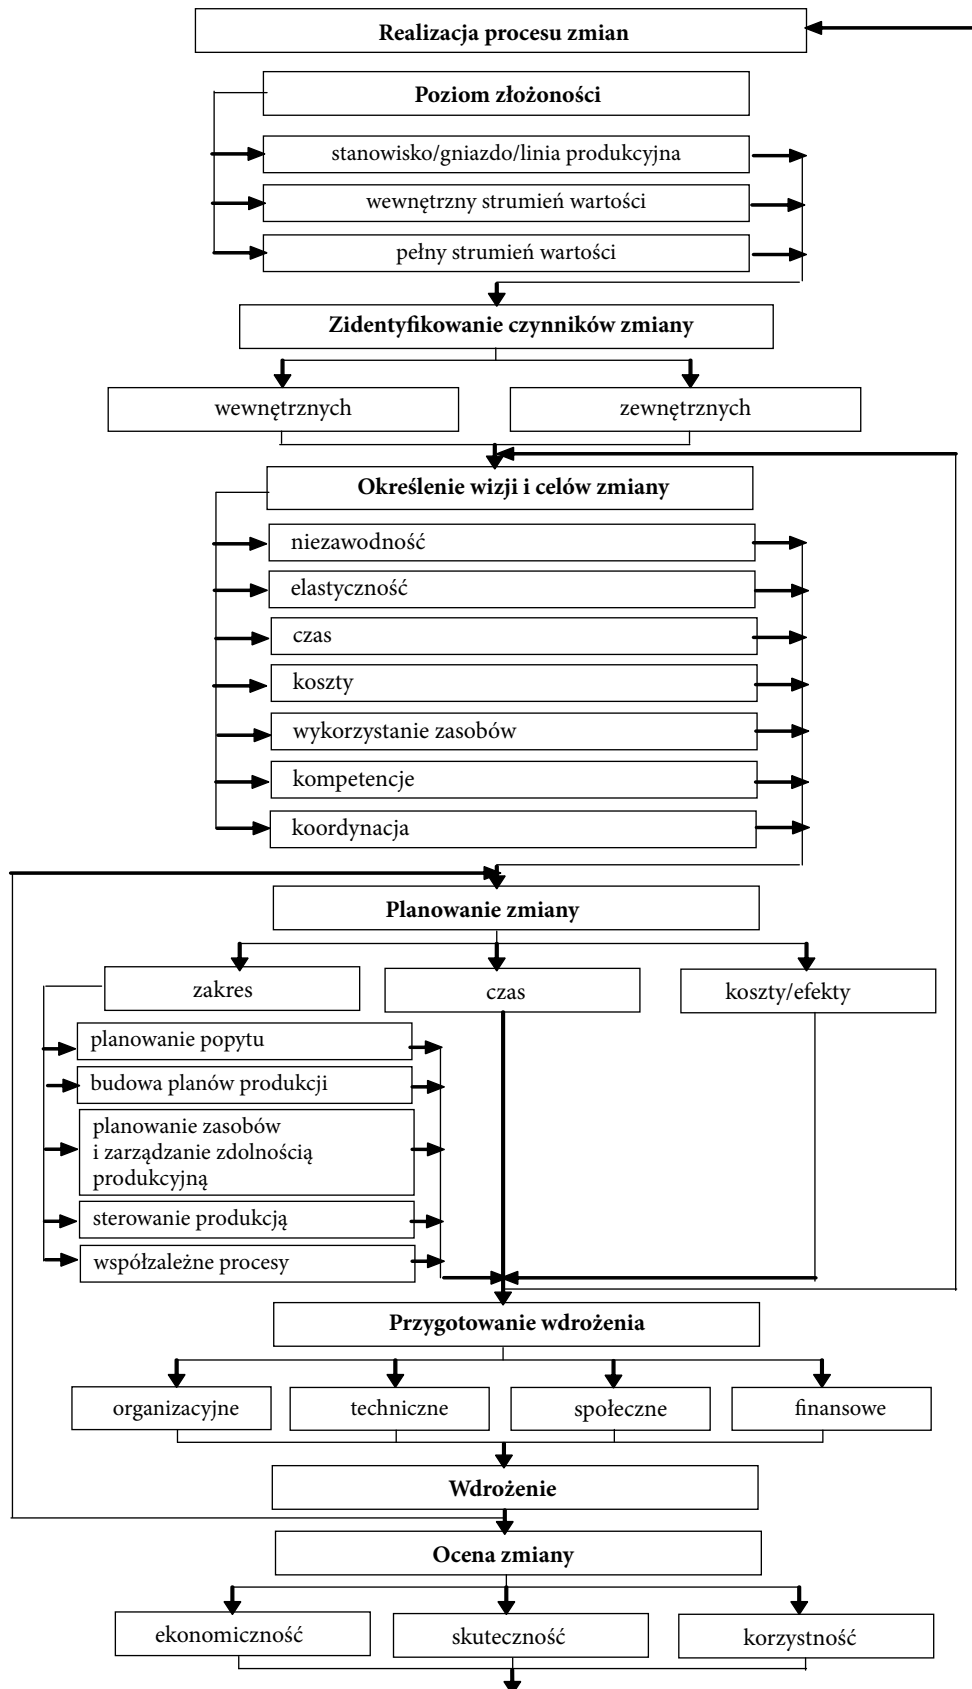 Realizacja procesu zmian
Poziom złożoności
stanowisko/gniazdo/linia produkcyjna
wewnętrzny strumień wartości
pełny strumień wartości
Zidentyfikowanie czynników zmiany
wewnętrznych
zewnętrznych
Określenie wizji i celów zmiany
niezawodność
elastyczność
czas
koszty
wykorzystanie zasobów
kompetencje
koordynacja
Planowanie zmiany
zakres
czas
koszty/efekty
planowanie popytu
budowa planów produkcji
planowanie zasobów
i zarządzanie zdolnością
produkcyjną
sterowanie produkcją
współzależne procesy
Przygotowanie wdrożenia
organizacyjne
techniczne
społeczne
finansowe
Wdrożenie
Ocena zmiany
ekonomiczność
skuteczność
korzystność